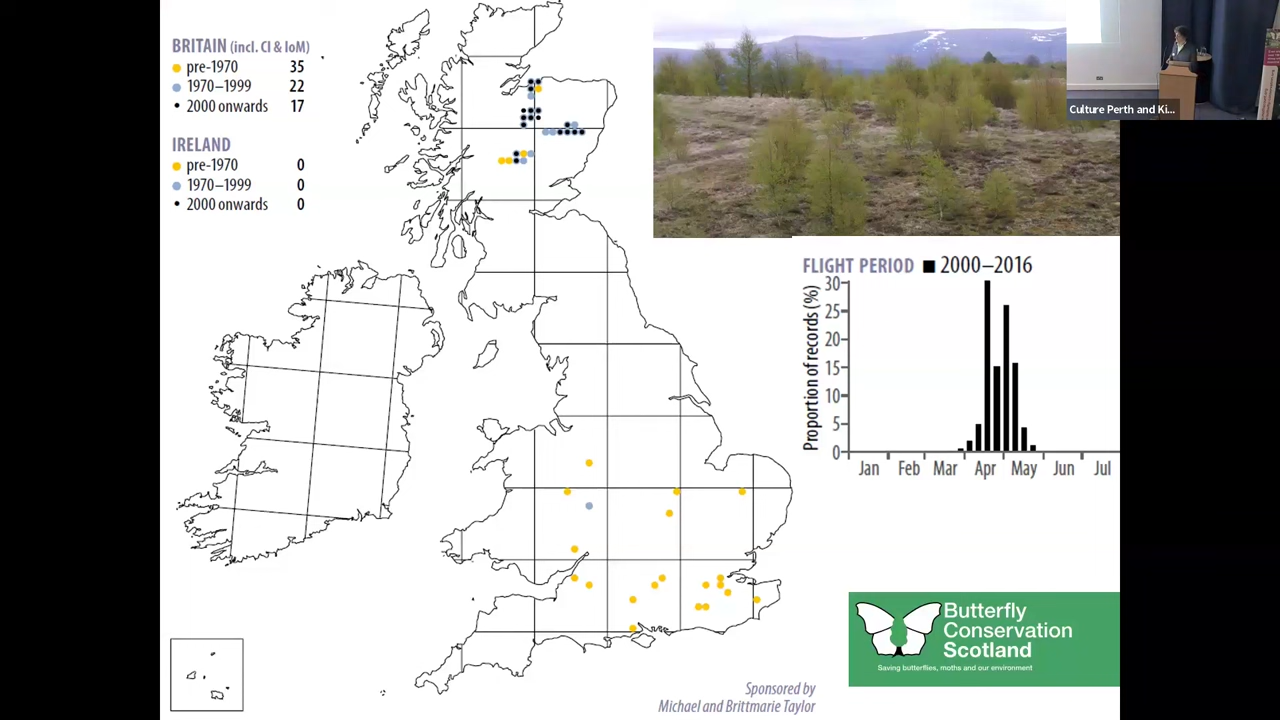 BRITAIN (incl. CI & IoM)
pre-1970 35
1970–1999 22
2000 onwards 17
IRELAND
pre-1970 0
1970–1999 0
2000 onwards 0
Culture Perth and Ki...
FLIGHT PERIOD 2000–2016
Proportion of records (%)
30
25
20
15
10
5
0
Jan Feb Mar Apr May Jun Jul
Butterfly
Conservation
Scotland
Saving butterflies, moths and our environment
Sponsored by
Michael and Brittmarie Taylor